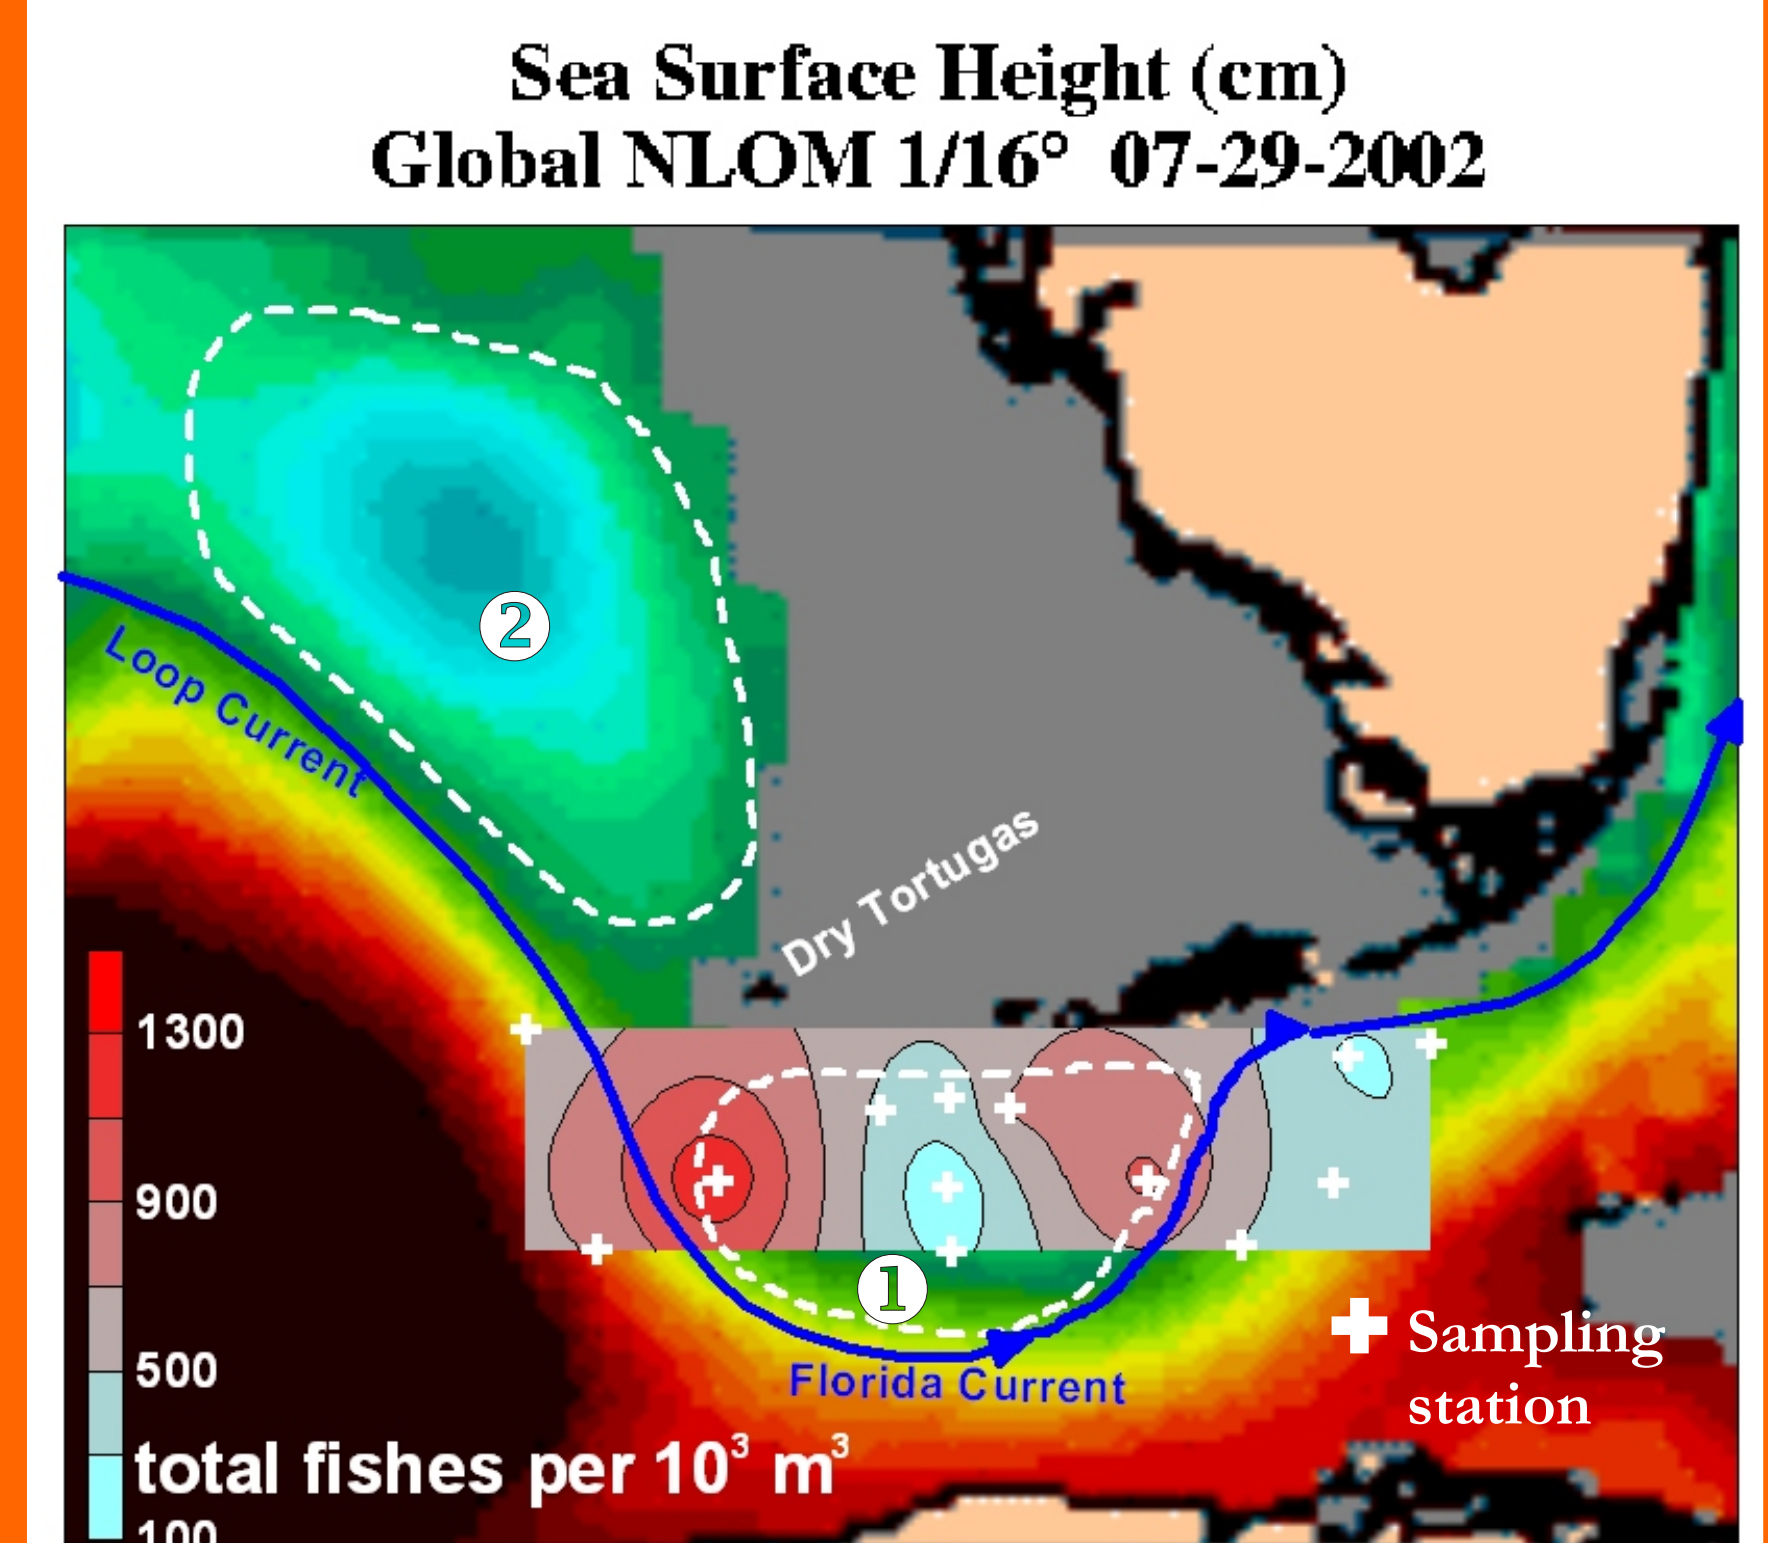 Sea Surface Height (cm)
Global NLOM 1/16° 07-29-2002
2
Loop Current
Dry Tortugas
1300
900
500
100
total fishes per 10³ m³
1
Florida Current
Sampling
station